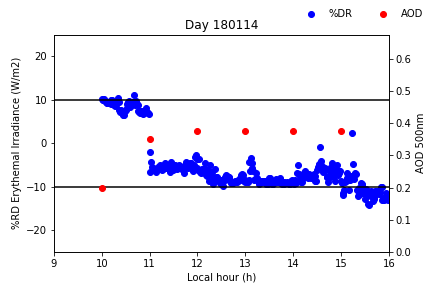 %DR AOD
Day 180114
%RD Erythemal Irradiance (W/m2)
20
10
0
−10
−20
0.6
0.5
0.4
0.3
0.2
0.1
0.0
AOD 500nm
9 10 11 12 13 14 15 16
Local hour (h)